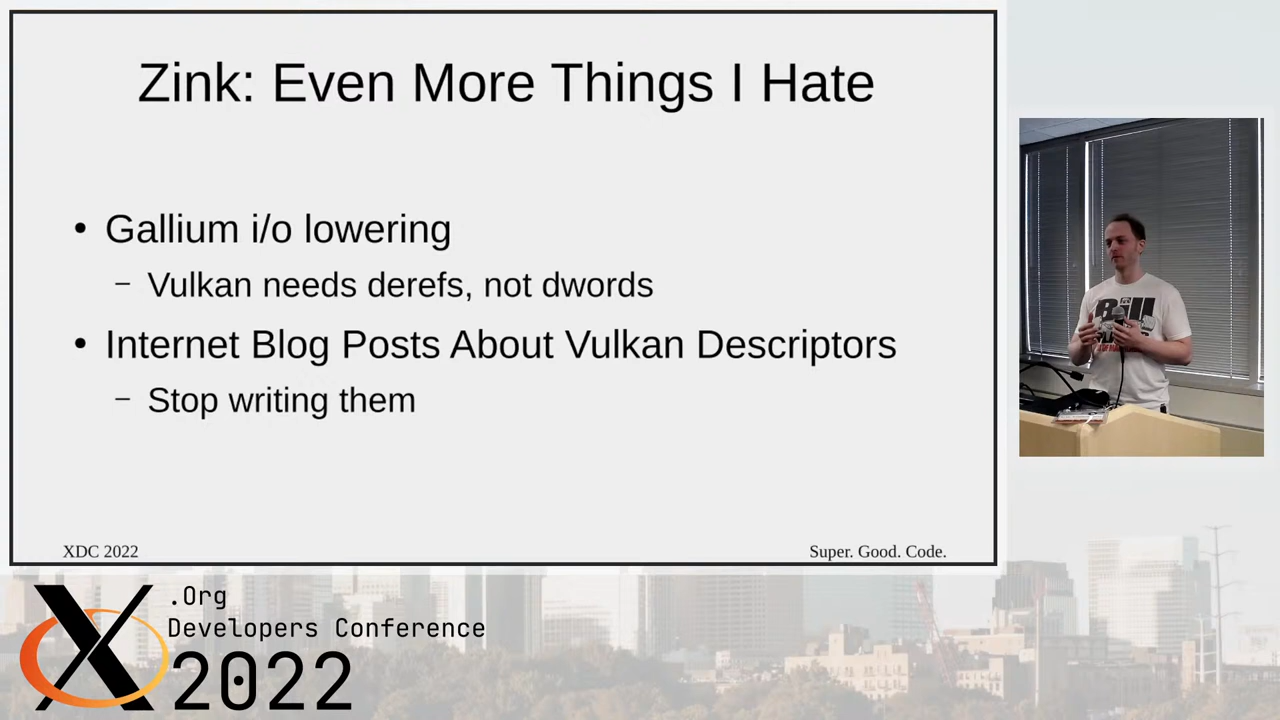 Zink: Even More Things I Hate
• Gallium i/o lowering
– Vulkan needs derefs, not dwords
• Internet Blog Posts About Vulkan Descriptors
– Stop writing them
XDC 2022
Super. Good. Code.
Bill
X.Org
Developers Conference
2022